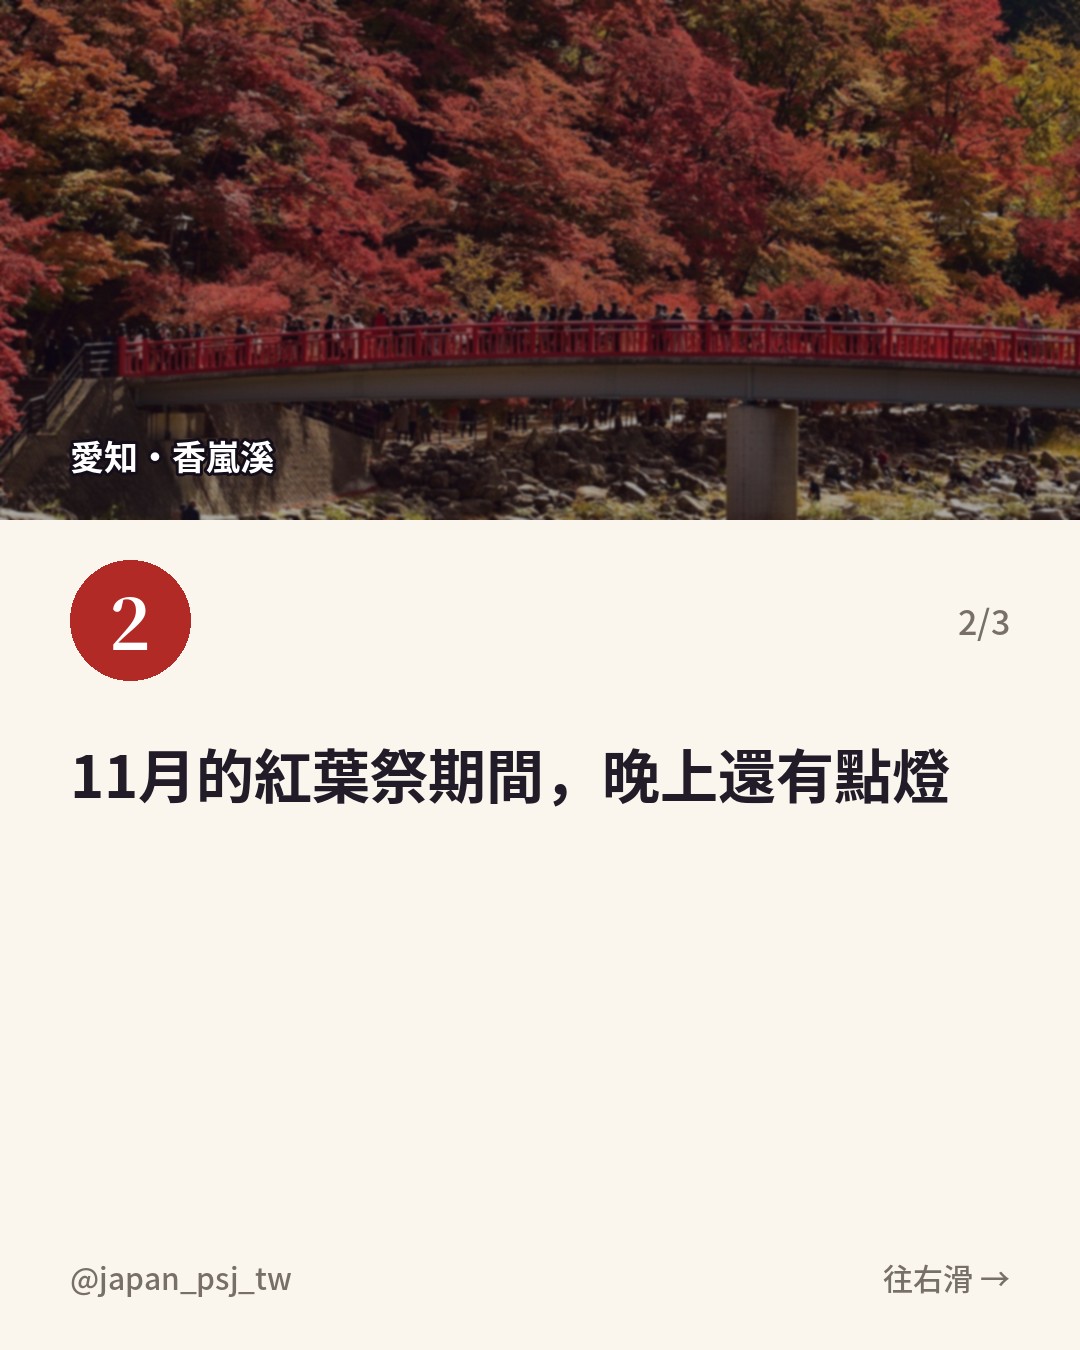 愛知・香嵐溪
2
2/3
11月的紅葉祭期間，晚上還有點燈
@japan_psj_tw
往右滑 →